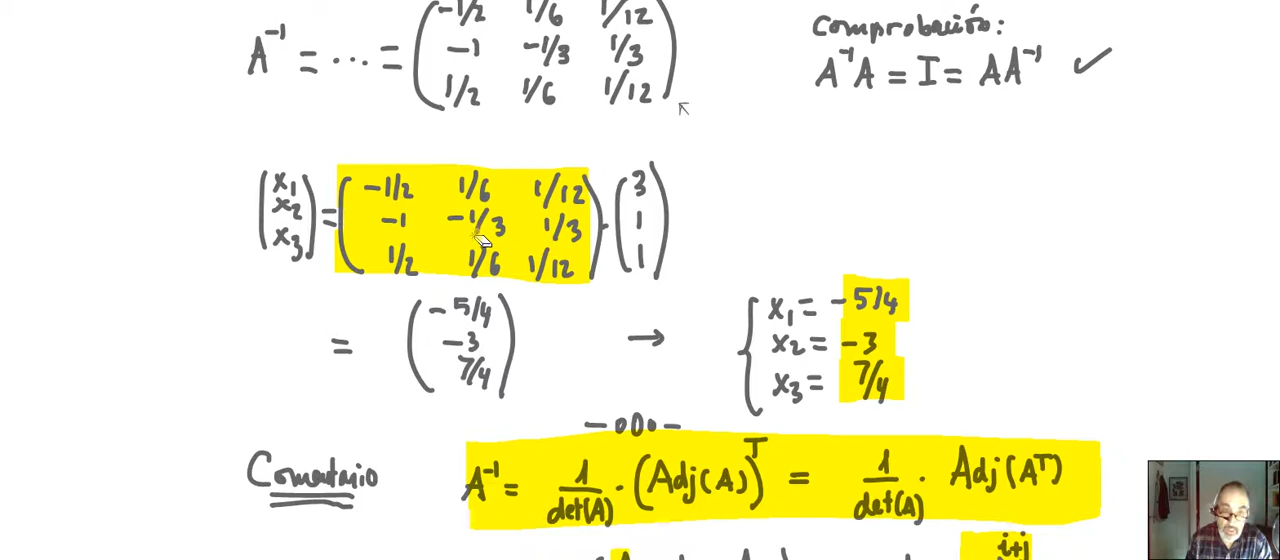 A⁻¹ = ... = ( -1/2 1/6 1/12
-1 -1/3 1/3
1/2 1/6 1/12 )
Comprobación:
A⁻¹A = I = AA⁻¹ ✓
( x₁ x₂ x₃ ) = ( -1/2 1/6 1/12
-1 -1/3 1/3
1/2 1/6 1/12 ) · ( 3 1 1 )
= ( -5/4 -3 7/4 ) →
{ x₁ = -5/4
x₂ = -3
x₃ = 7/4
-o0o-
Comentario
A⁻¹ = 1/det(A) · (Adj(A))ᵀ = 1/det(A) · Adj(Aᵀ)
i+j